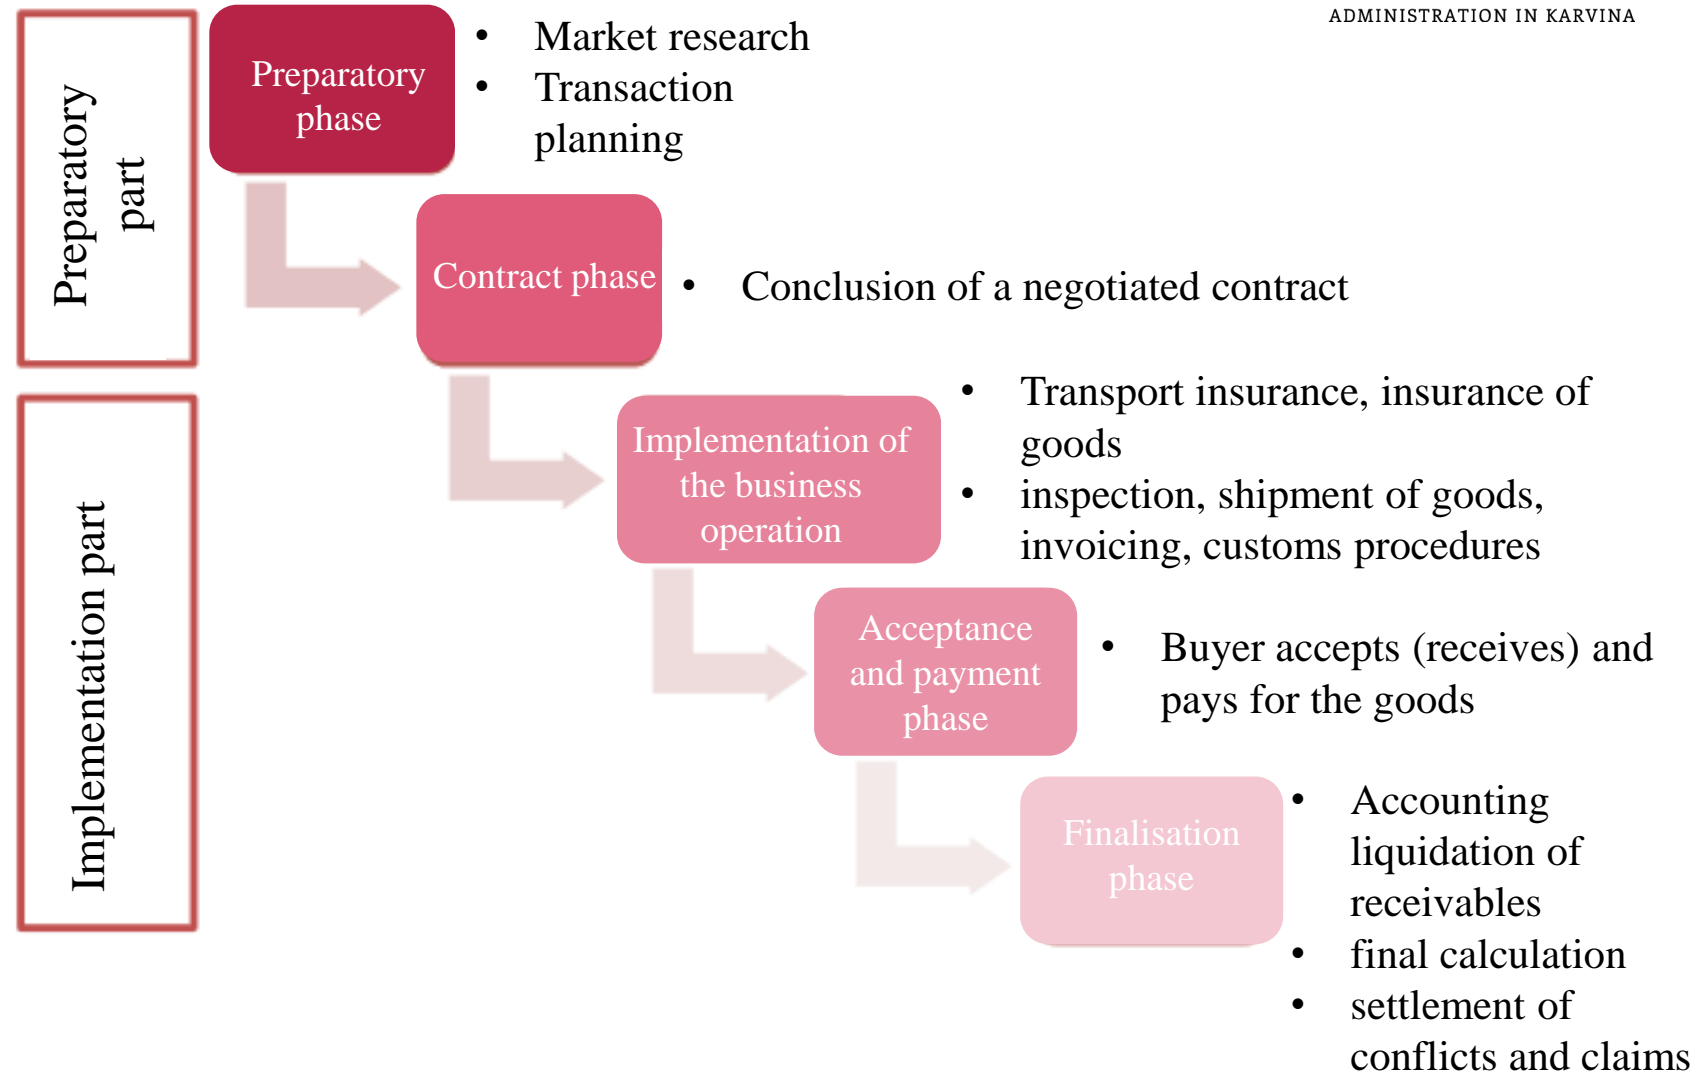 ADMINISTRATION IN KARVINA
Preparatory
part
Preparatory
phase
• Market research
• Transaction
planning
Contract phase
• Conclusion of a negotiated contract
Implementation part
Implementation of
the business
operation
• Transport insurance, insurance of
goods
• inspection, shipment of goods,
invoicing, customs procedures
Acceptance
and payment
phase
• Buyer accepts (receives) and
pays for the goods
Finalisation
phase
• Accounting
liquidation of
receivables
• final calculation
• settlement of
conflicts and claims